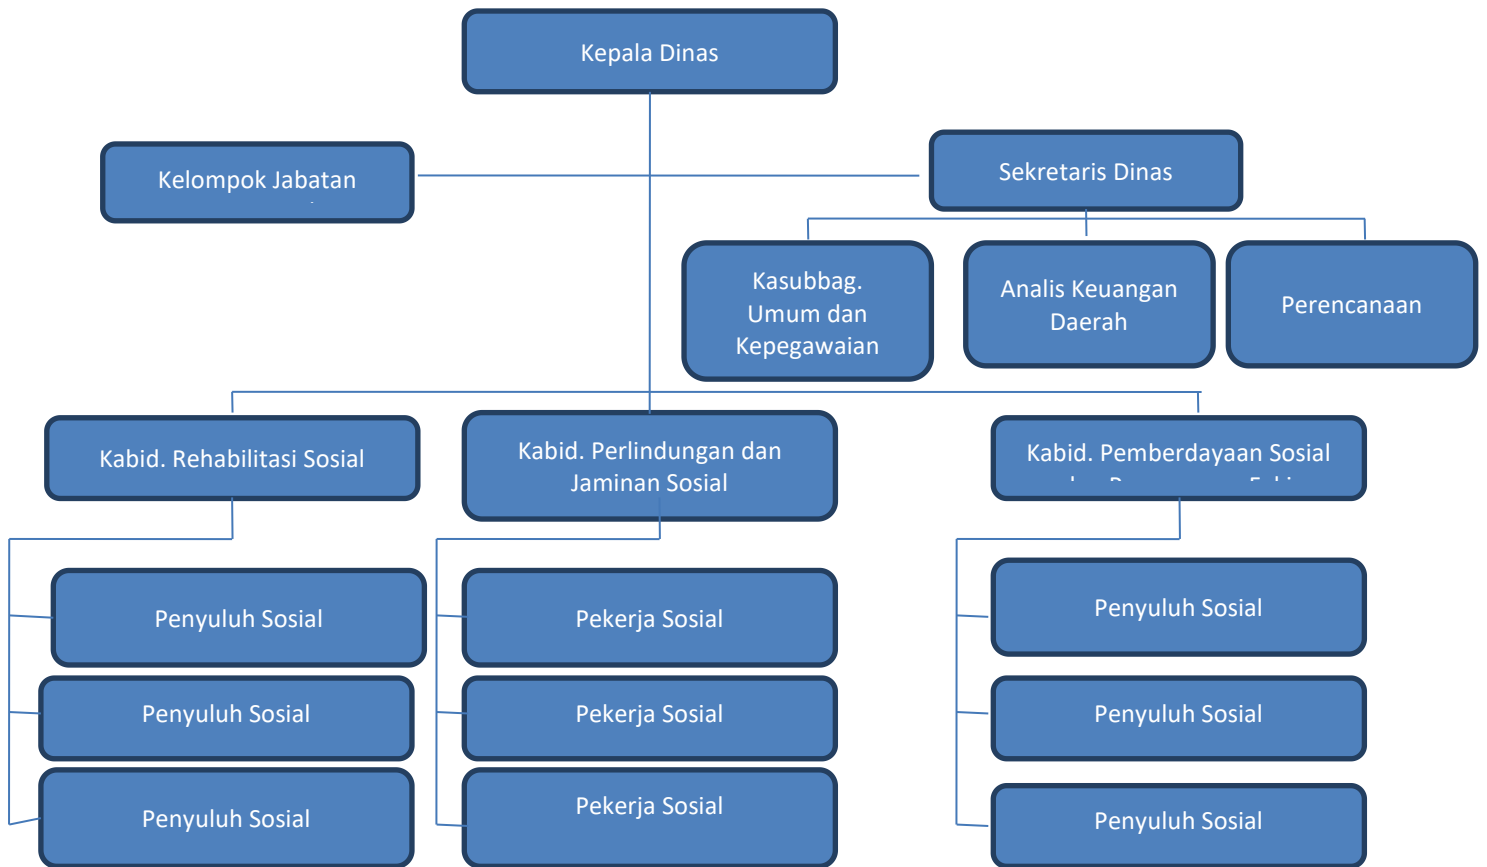 Kepala Dinas
Kelompok Jabatan
Sekretaris Dinas
Kasubbag.
Umum dan
Kepegawaian
Analis Keuangan
Daerah
Perencanaan
Kabid. Rehabilitasi Sosial
Kabid. Perlindungan dan
Jaminan Sosial
Kabid. Pemberdayaan Sosial
Penyuluh Sosial
Penyuluh Sosial
Penyuluh Sosial
Pekerja Sosial
Pekerja Sosial
Pekerja Sosial
Penyuluh Sosial
Penyuluh Sosial
Penyuluh Sosial